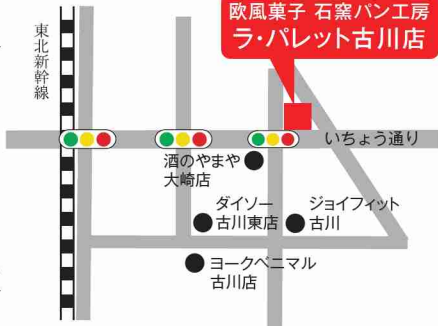 欧風菓子 石窯パン工房
ラ・パレット古川店
東北新幹線
いちょう通り
酒のやまや
大崎店
ダイソー
古川東店
ジョイフィット
古川
ヨークベニマル
古川店